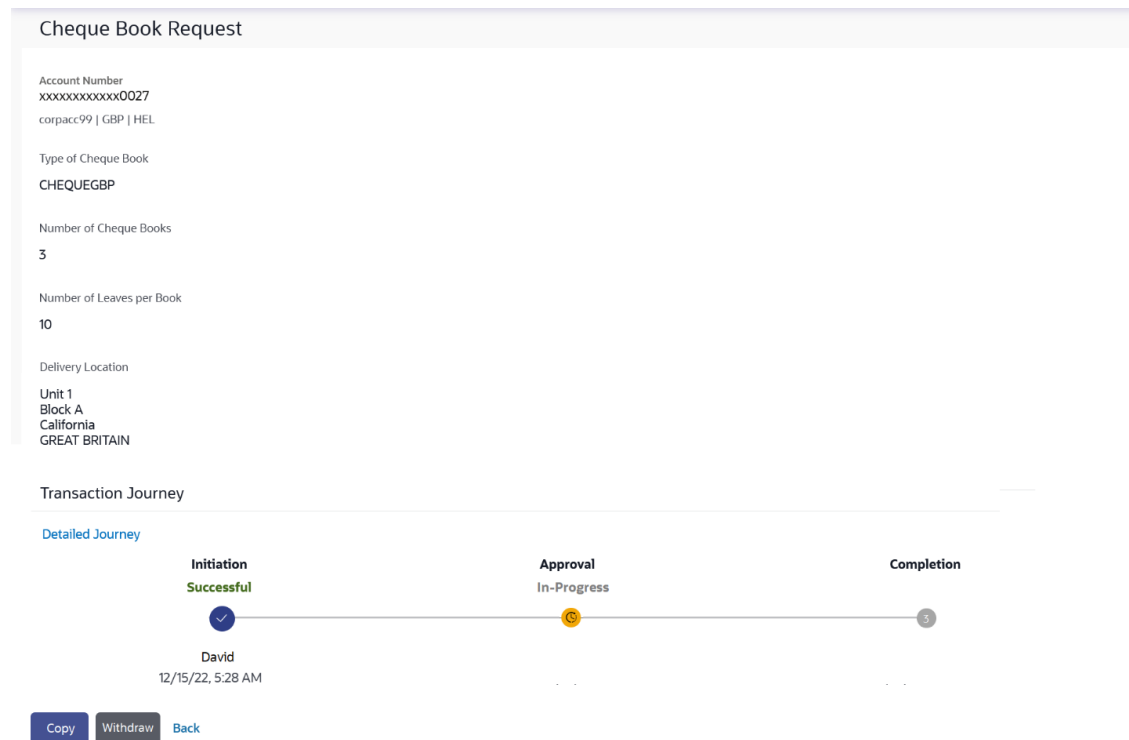 Cheque Book Request
Account Number
xxxxxxxxxxxx0027
corpacc99 | GBP | HEL
Type of Cheque Book
CHEQUEGBP
Number of Cheque Books
3
Number of Leaves per Book
10
Delivery Location
Unit 1
Block A
California
GREAT BRITAIN
Transaction Journey
Detailed Journey
Initiation Approval Completion
Successful In-Progress
3
David
12/15/22, 5:28 AM
Copy Withdraw Back